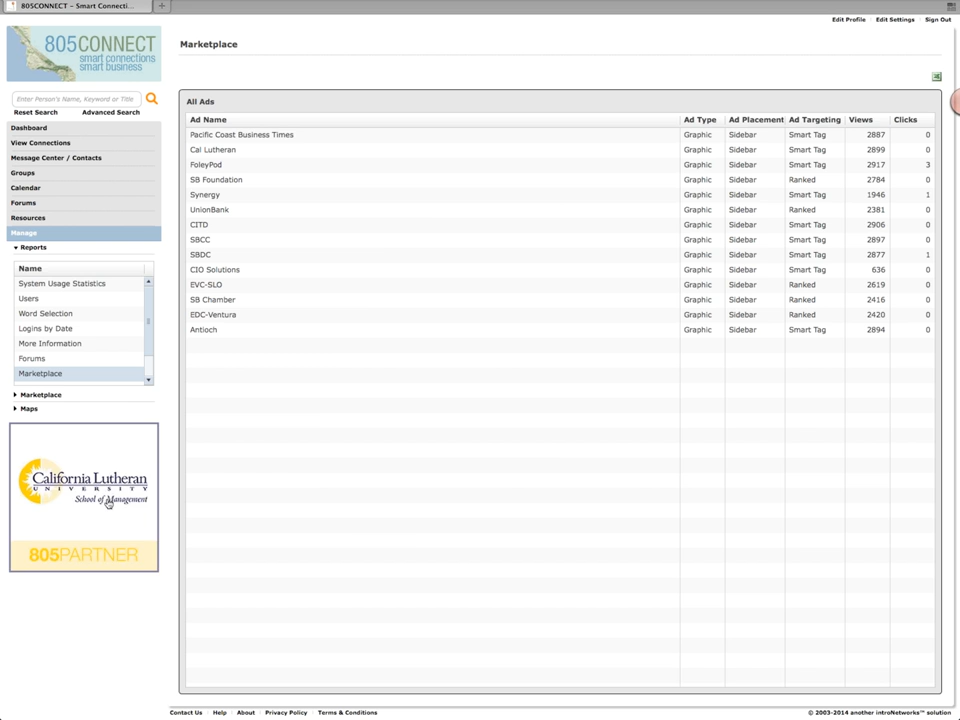 805CONNECT – Smart Connecti...
Edit Profile Edit Settings Sign Out
805CONNECT
smart connections
smart business
Marketplace
Enter Person's Name, Keyword or Title
Reset Search Advanced Search
Dashboard
View Connections
Message Center / Contacts
Groups
Calendar
Forums
Resources
Manage
Reports
Name
System Usage Statistics
Users
Word Selection
Logins by Date
More Information
Forums
Marketplace
Marketplace
Maps
California Lutheran
UNIVERSITY
School of Management
805PARTNER
All Ads
Ad Name Ad Type Ad Placement Ad Targeting Views Clicks
Pacific Coast Business Times Graphic Sidebar Smart Tag 2887 0
Cal Lutheran Graphic Sidebar Smart Tag 2899 0
FoleyPod Graphic Sidebar Smart Tag 2917 3
SB Foundation Graphic Sidebar Ranked 2784 0
Synergy Graphic Sidebar Smart Tag 1946 1
UnionBank Graphic Sidebar Ranked 2381 0
CITD Graphic Sidebar Smart Tag 2906 0
SBCC Graphic Sidebar Smart Tag 2897 0
SBDC Graphic Sidebar Smart Tag 2877 1
CIO Solutions Graphic Sidebar Smart Tag 636 0
EVC-SLO Graphic Sidebar Ranked 2619 0
SB Chamber Graphic Sidebar Ranked 2416 0
EDC-Ventura Graphic Sidebar Ranked 2420 0
Antioch Graphic Sidebar Smart Tag 2894 0
Contact Us Help About Privacy Policy Terms & Conditions © 2003-2014 another introNetworks™ solution